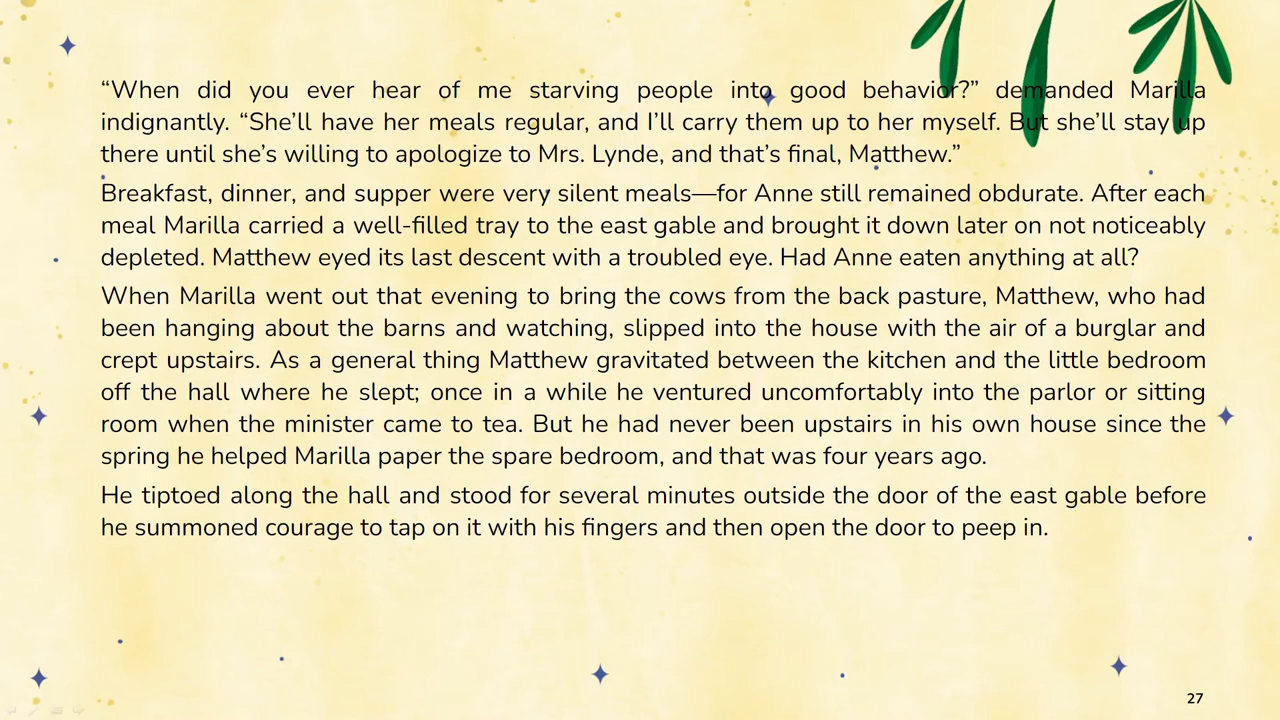 “When did you ever hear of me starving people into good behavior?” demanded Marilla
indignantly. “She’ll have her meals regular, and I’ll carry them up to her myself. But she’ll stay up
there until she’s willing to apologize to Mrs. Lynde, and that’s final, Matthew.”
Breakfast, dinner, and supper were very silent meals—for Anne still remained obdurate. After each
meal Marilla carried a well-filled tray to the east gable and brought it down later on not noticeably
depleted. Matthew eyed its last descent with a troubled eye. Had Anne eaten anything at all?
When Marilla went out that evening to bring the cows from the back pasture, Matthew, who had
been hanging about the barns and watching, slipped into the house with the air of a burglar and
crept upstairs. As a general thing Matthew gravitated between the kitchen and the little bedroom
off the hall where he slept; once in a while he ventured uncomfortably into the parlor or sitting
room when the minister came to tea. But he had never been upstairs in his own house since the
spring he helped Marilla paper the spare bedroom, and that was four years ago.
He tiptoed along the hall and stood for several minutes outside the door of the east gable before
he summoned courage to tap on it with his fingers and then open the door to peep in.
27